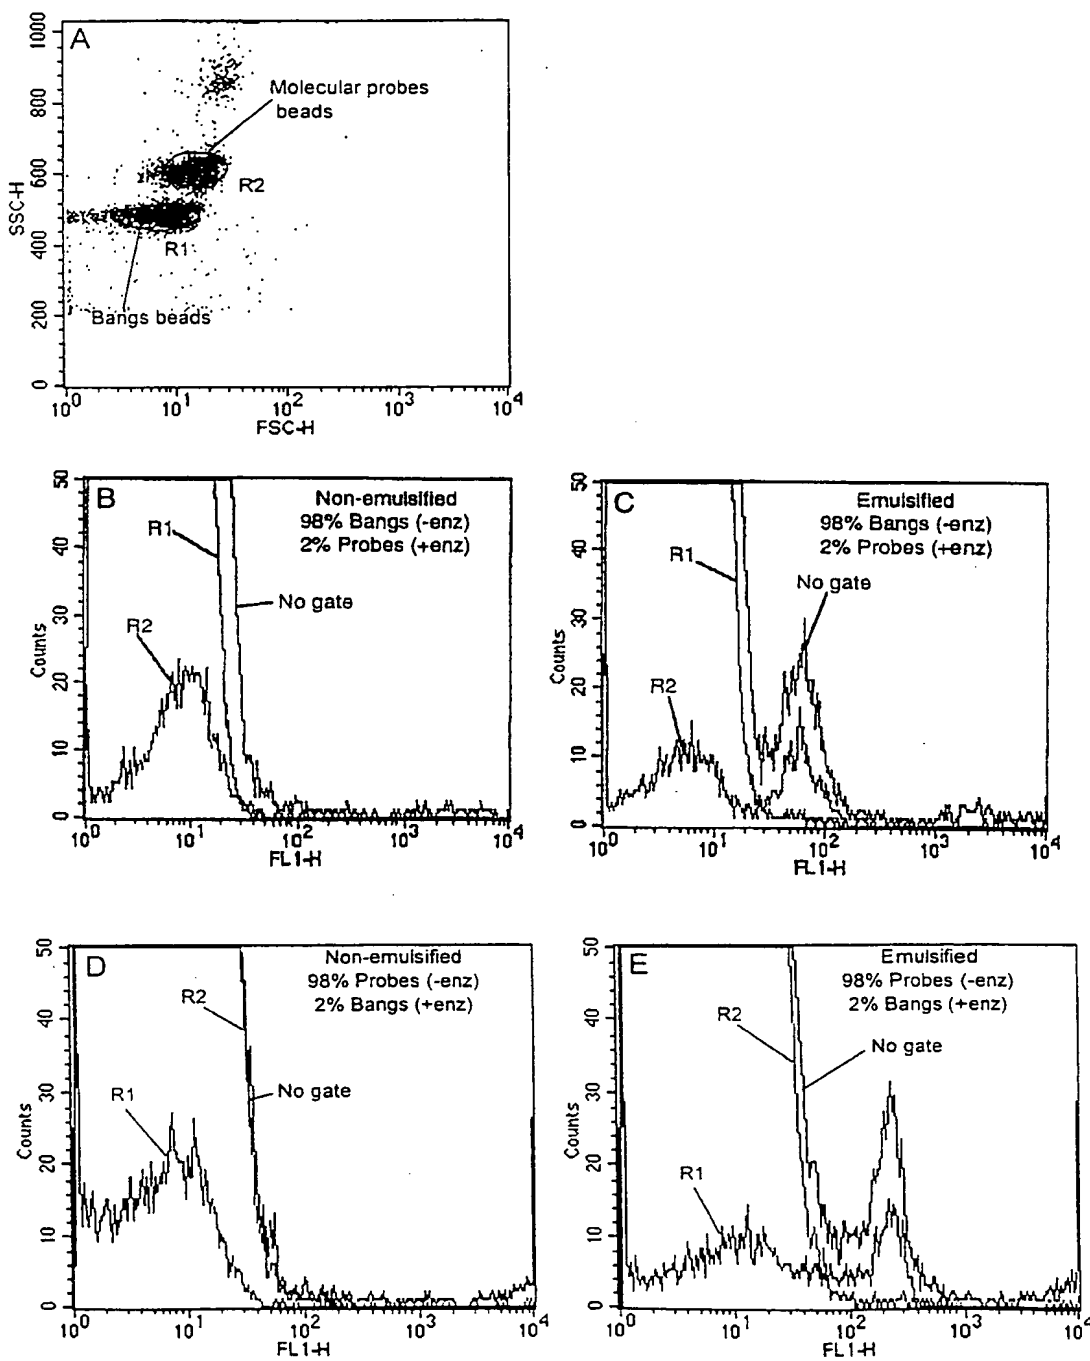 A
1000
800
600
400
200
0
SSC-H
Molecular probes
beads
R2
R1
Bangs beads
10^0 10^1 10^2 10^3 10^4
FSC-H
B
Non-emulsified
98% Bangs (-enz)
2% Probes (+enz)
R1
No gate
R2
50
40
30
20
10
0
Counts
10^0 10^1 10^2 10^3 10^4
FL1-H
C
Emulsified
98% Bangs (-enz)
2% Probes (+enz)
R1
No gate
R2
50
40
30
20
10
0
Counts
10^0 10^1 10^2 10^3 10^4
FL1-H
D
Non-emulsified
98% Probes (-enz)
2% Bangs (+enz)
R2
No gate
R1
50
40
30
20
10
0
Counts
10^0 10^1 10^2 10^3 10^4
FL1-H
E
Emulsified
98% Probes (-enz)
2% Bangs (+enz)
R2
No gate
R1
50
40
30
20
10
0
Counts
10^0 10^1 10^2 10^3 10^4
FL1-H